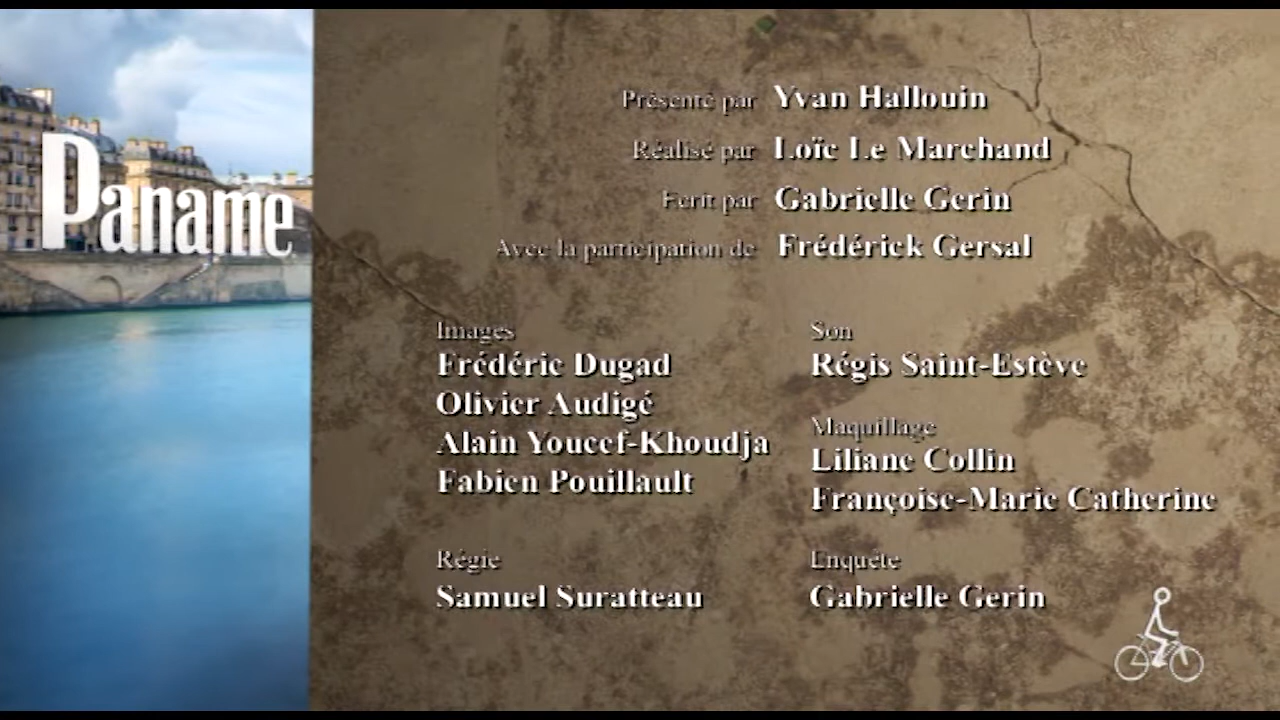 Paname
Présenté par Yvan Hallouin
Réalisé par Loïc Le Marchand
Ecrit par Gabrielle Gerin
Avec la participation de Frédérick Gersal
Images
Frédéric Dugad
Olivier Audigé
Alain Youcef-Khoudja
Fabien Pouillault
Régie
Samuel Suratteau
Son
Régis Saint-Estève
Maquillage
Liliane Collin
Françoise-Marie Catherine
Enquête
Gabrielle Gerin